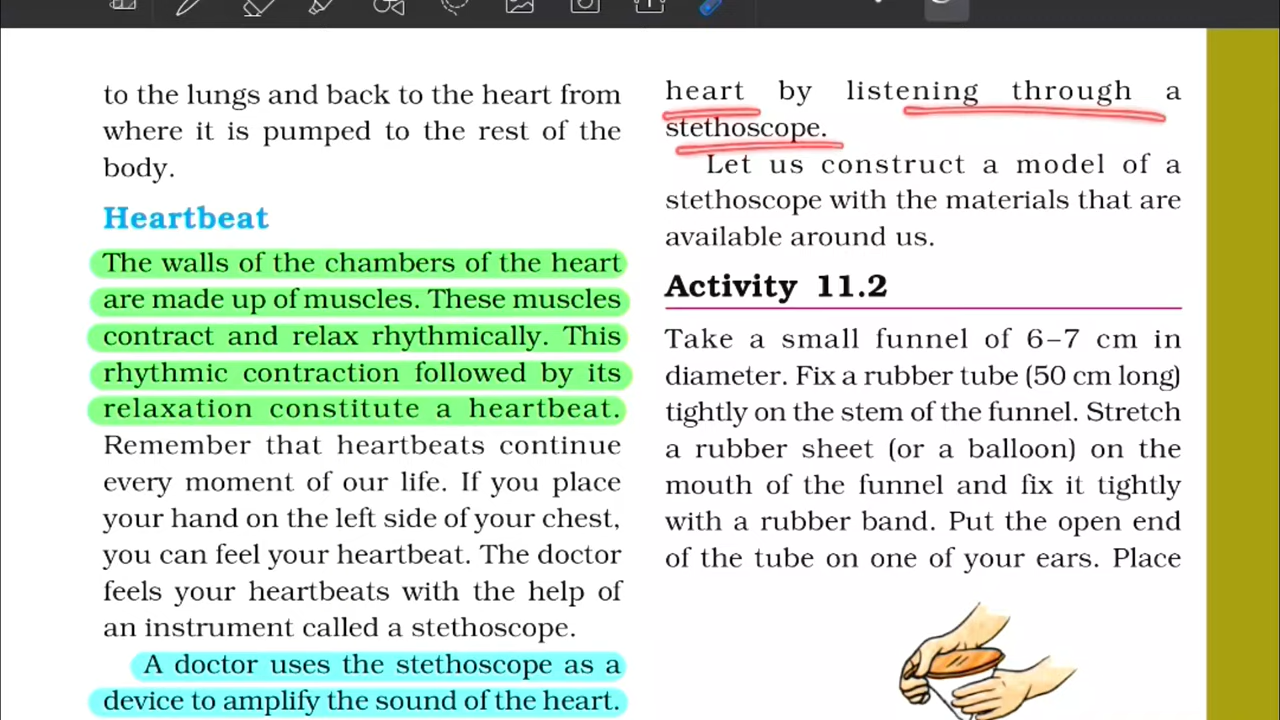 to the lungs and back to the heart from
where it is pumped to the rest of the
body.
Heartbeat
The walls of the chambers of the heart
are made up of muscles. These muscles
contract and relax rhythmically. This
rhythmic contraction followed by its
relaxation constitute a heartbeat.
Remember that heartbeats continue
every moment of our life. If you place
your hand on the left side of your chest,
you can feel your heartbeat. The doctor
feels your heartbeats with the help of
an instrument called a stethoscope.
A doctor uses the stethoscope as a
device to amplify the sound of the heart.
heart by listening through a
stethoscope.
Let us construct a model of a
stethoscope with the materials that are
available around us.
Activity 11.2
Take a small funnel of 6–7 cm in
diameter. Fix a rubber tube (50 cm long)
tightly on the stem of the funnel. Stretch
a rubber sheet (or a balloon) on the
mouth of the funnel and fix it tightly
with a rubber band. Put the open end
of the tube on one of your ears. Place